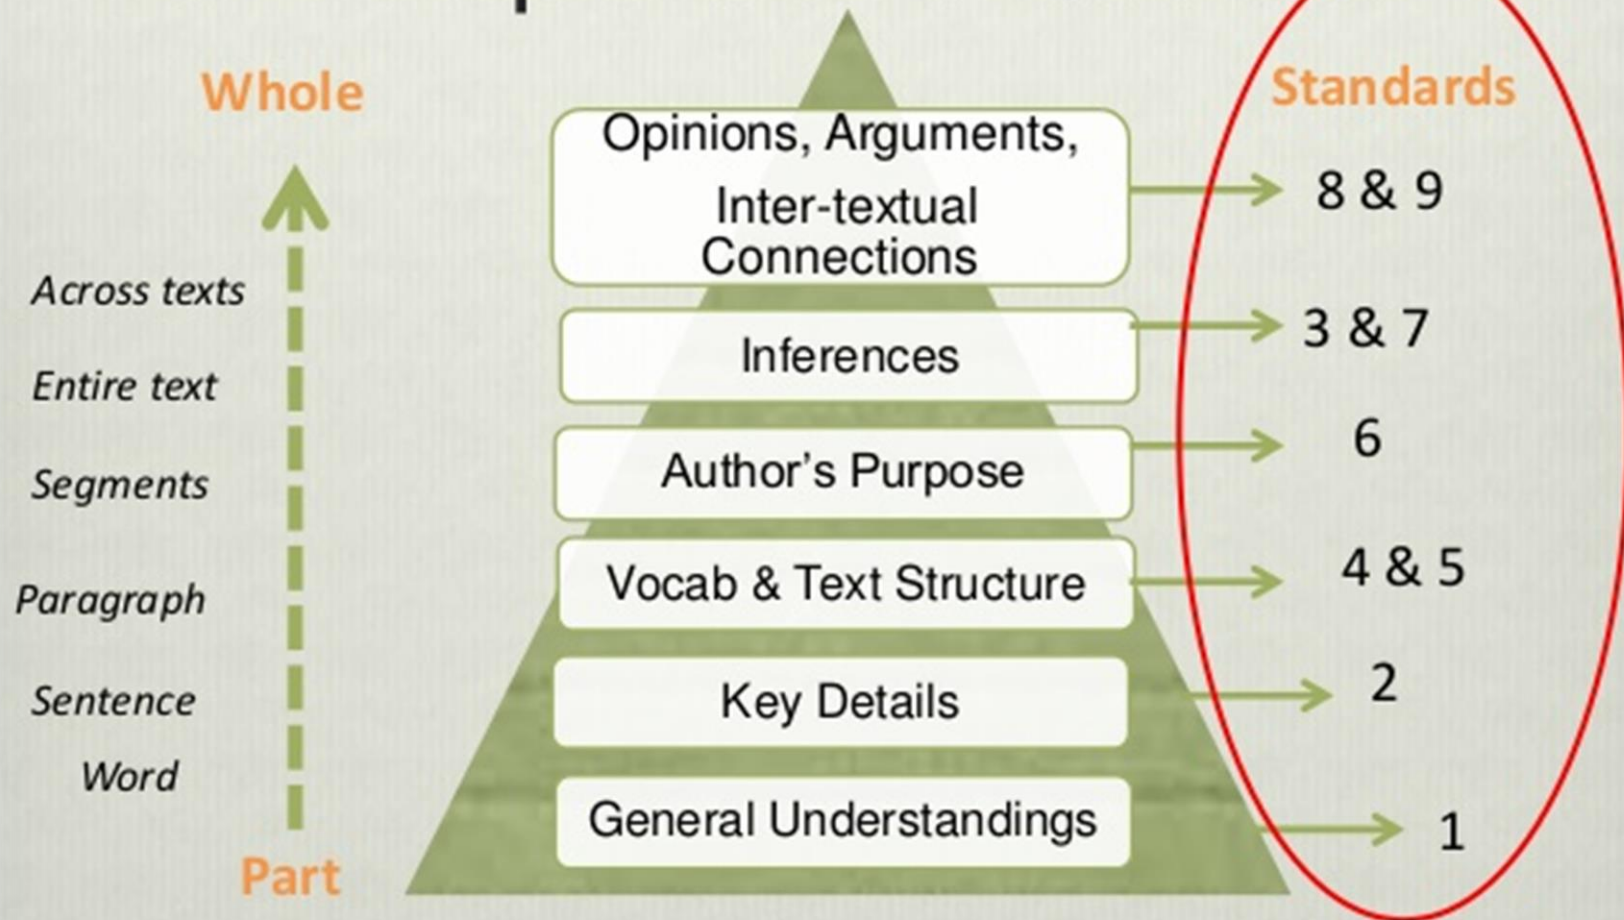 Whole
Across texts
Entire text
Segments
Paragraph
Sentence
Word
Part
Opinions, Arguments,
Inter-textual
Connections
Inferences
Author’s Purpose
Vocab & Text Structure
Key Details
General Understandings
Standards
8 & 9
3 & 7
6
4 & 5
2
1